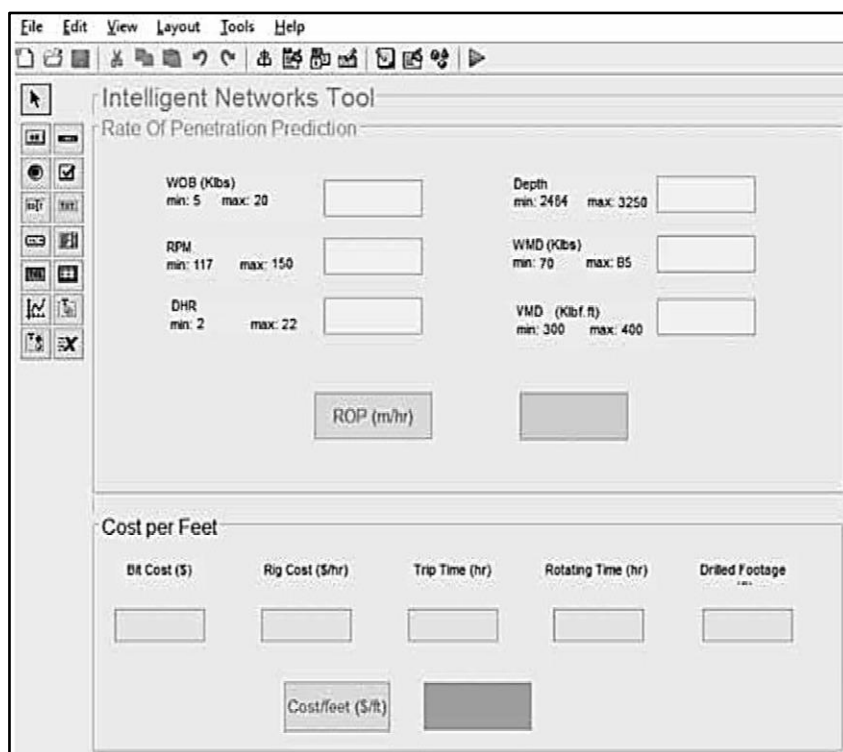 File Edit View Layout Tools Help
Intelligent Networks Tool
Rate Of Penetration Prediction
WOB (Klbs)
min: 5 max: 20
Depth
min: 2464 max: 3250
RPM
min: 117 max: 150
WMD (Klbs)
min: 70 max: 85
DHR
min: 2 max: 22
VMD (Klbf.ft)
min: 300 max: 400
ROP (m/hr)
Cost per Feet
Bit Cost ($) Rig Cost ($/hr) Trip Time (hr) Rotating Time (hr) Drilled Footage
Cost/feet ($/ft)